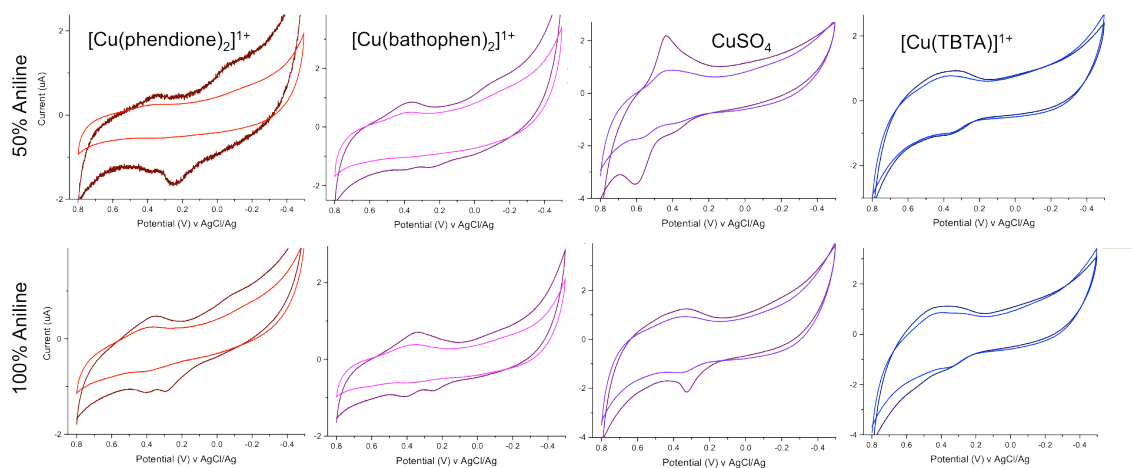 [Cu(phendione)₂]¹⁺
[Cu(bathophen)₂]¹⁺
CuSO₄
[Cu(TBTA)]¹⁺
50% Aniline
Current (uA)
2
0
-2
0.8 0.6 0.4 0.2 0.0 -0.2 -0.4
Potential (V) v AgCl/Ag
2
0
-2
0.8 0.6 0.4 0.2 0.0 -0.2 -0.4
Potential (V) v AgCl/Ag
2
0
-2
-4
0.8 0.6 0.4 0.2 0.0 -0.2 -0.4
Potential (V) v AgCl/Ag
2
0
-2
0.8 0.6 0.4 0.2 0.0 -0.2 -0.4
Potential (V) v AgCl/Ag
100% Aniline
Current (uA)
0
-2
0.8 0.6 0.4 0.2 0.0 -0.2 -0.4
Potential (V) v AgCl/Ag
2
0
-2
0.8 0.6 0.4 0.2 0.0 -0.2 -0.4
Potential (V) v AgCl/Ag
2
0
-2
-4
0.8 0.6 0.4 0.2 0.0 -0.2 -0.4
Potential (V) v AgCl/Ag
2
0
-2
-4
0.8 0.6 0.4 0.2 0.0 -0.2 -0.4
Potential (V) v AgCl/Ag